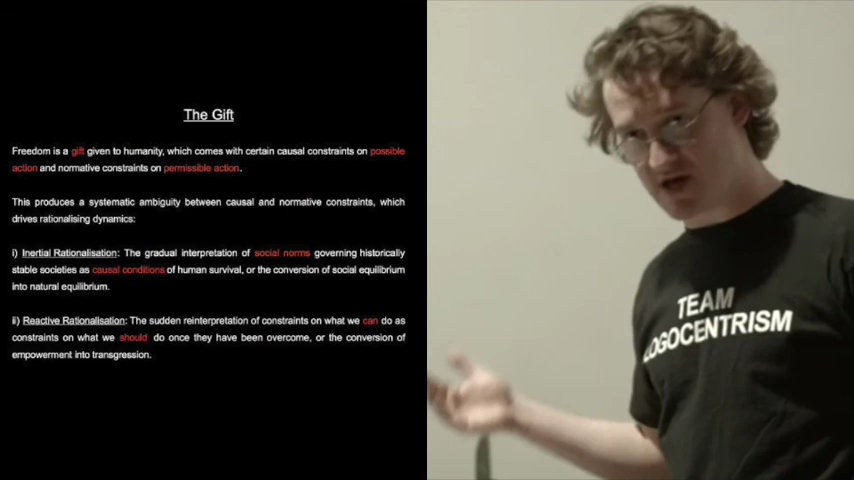 The Gift
Freedom is a gift given to humanity, which comes with certain causal constraints on possible
action and normative constraints on permissible action.
This produces a systematic ambiguity between causal and normative constraints, which
drives rationalising dynamics:
i) Inertial Rationalisation: The gradual interpretation of social norms governing historically
stable societies as causal conditions of human survival, or the conversion of social equilibrium
into natural equilibrium.
ii) Reactive Rationalisation: The sudden reinterpretation of constraints on what we can do as
constraints on what we should do once they have been overcome, or the conversion of
empowerment into transgression.
TEAM
LOGOCENTRISM